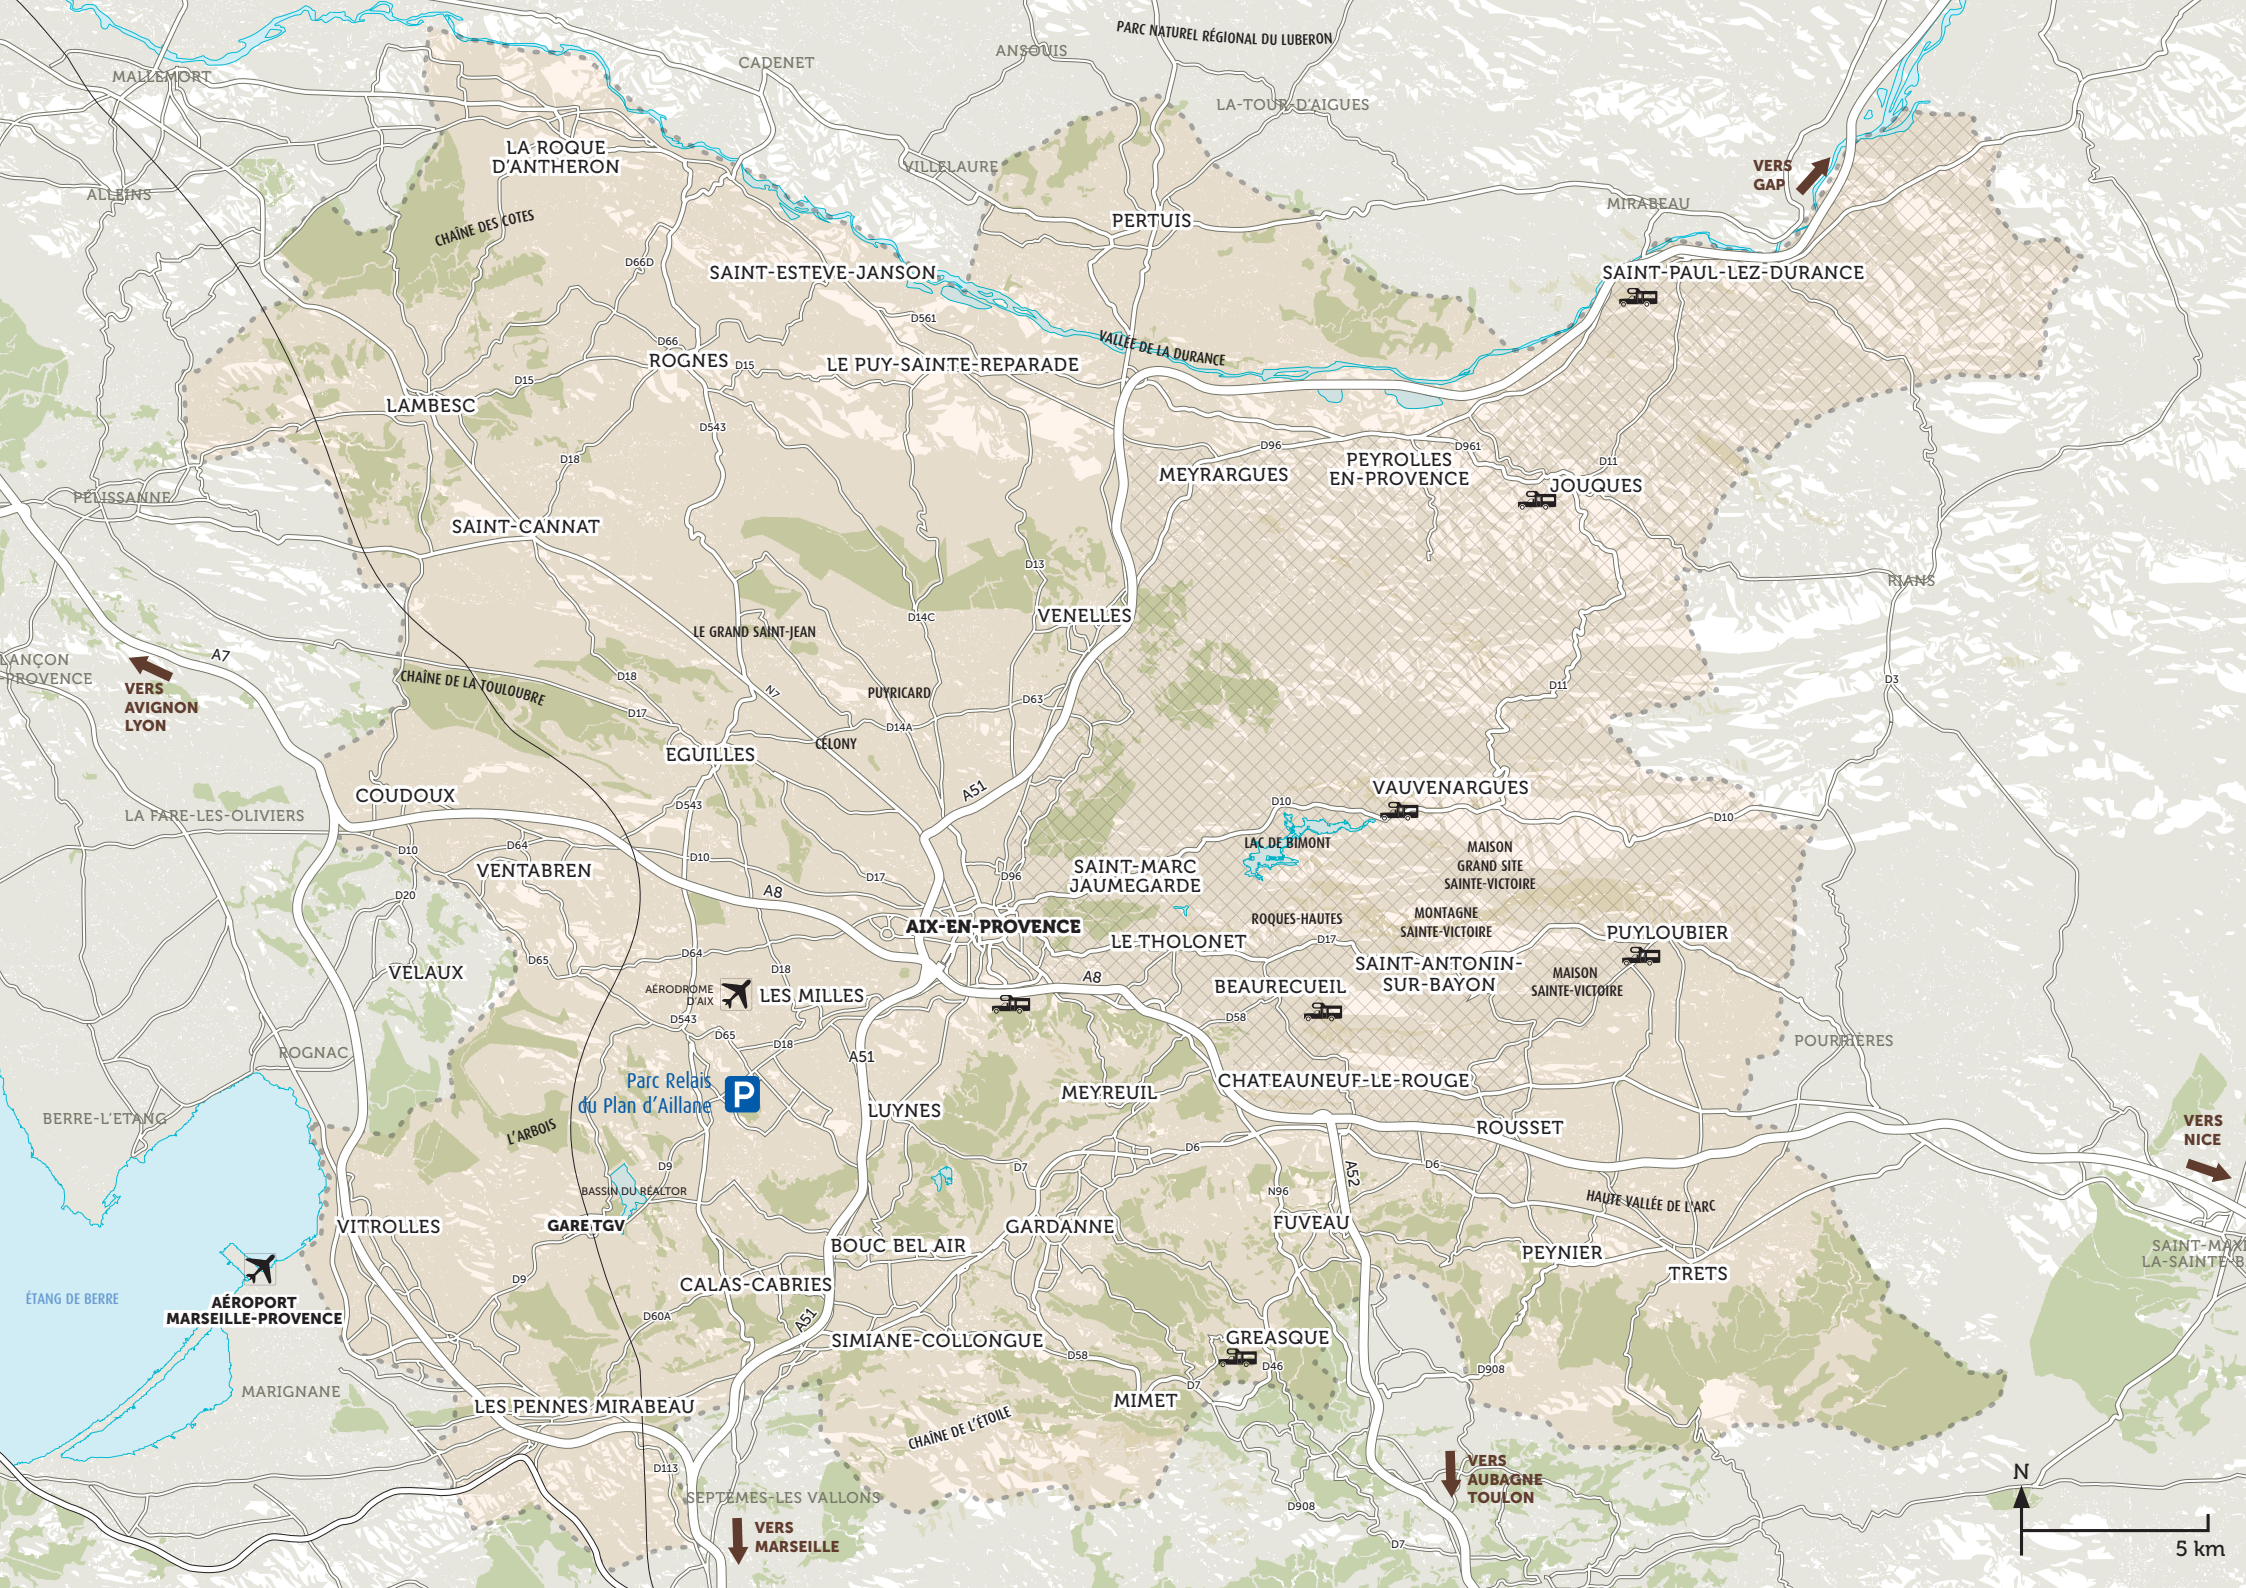 PARC NATUREL RÉGIONAL DU LUBERON
ANSOUIS
CADENET
MALLEMORT
LA-TOUR-D'AIGUES
LA ROQUE
D'ANTHERON
VILLELAURE
VERS
GAP
ALLEINS
MIRABEAU
CHAÎNE DES COTES
PERTUIS
D66D
SAINT-ESTEVE-JANSON
SAINT-PAUL-LEZ-DURANCE
D561
D66
ROGNES
D15
LE PUY-SAINTE-REPARADE
VALLÉE DE LA DURANCE
D15
LAMBESC
D543
D18
D96
D961
MEYRARGUES
PEYROLLES
EN-PROVENCE
D11
JOUQUES
PÉLISSANNE
SAINT-CANNAT
D13
RIANS
D14C
VENELLES
LE GRAND SAINT-JEAN
A7
LANÇON
-PROVENCE
VERS
AVIGNON
LYON
CHAÎNE DE LA TOULOUBRE
D18
D17
N7
PUYRICARD
D63
D14A
D11
D3
EGUILLES
CÉLONY
COUDOUX
D543
A51
VAUVENARGUES
D10
LA FARE-LES-OLIVIERS
D10
D10
D64
D10
LAC DE BIMONT
MAISON
GRAND SITE
SAINTE-VICTOIRE
VENTABREN
D17
D96
SAINT-MARC
JAUMEGARDE
D20
A8
ROQUES-HAUTES
MONTAGNE
SAINTE-VICTOIRE
AIX-EN-PROVENCE
LE THOLONET
D17
PUYLOUBIER
D65
D64
VELAUX
D18
A8
SAINT-ANTONIN-
SUR-BAYON
MAISON
SAINTE-VICTOIRE
AÉRODROME
D'AIX
LES MILLES
BEAURECUEIL
D543
D65
D18
D58
A51
ROGNAC
POURRIÈRES
Parc Relais
du Plan d'Aillane
P
CHATEAUNEUF-LE-ROUGE
MEYREUIL
LUYNES
BERRE-L'ETANG
L'ARBOIS
ROUSSET
VERS
NICE
D6
D9
D7
D6
A52
BASSIN DU RÉALTOR
N96
HAUTE VALLÉE DE L'ARC
VITROLLES
GARE TGV
GARDANNE
FUVEAU
BOUC BEL AIR
PEYNIER
SAINT-MAXI
LA-SAINTE-B
TRETS
D9
CALAS-CABRIES
ÉTANG DE BERRE
AÉROPORT
MARSEILLE-PROVENCE
D60A
A51
SIMIANE-COLLONGUE
GREASQUE
D58
D46
D908
D7
MARIGNANE
LES PENNES MIRABEAU
MIMET
CHAÎNE DE L'ÉTOILE
D113
VERS
AUBAGNE
TOULON
SEPTEMES-LES VALLONS
D908
N
VERS
MARSEILLE
D7
5 km